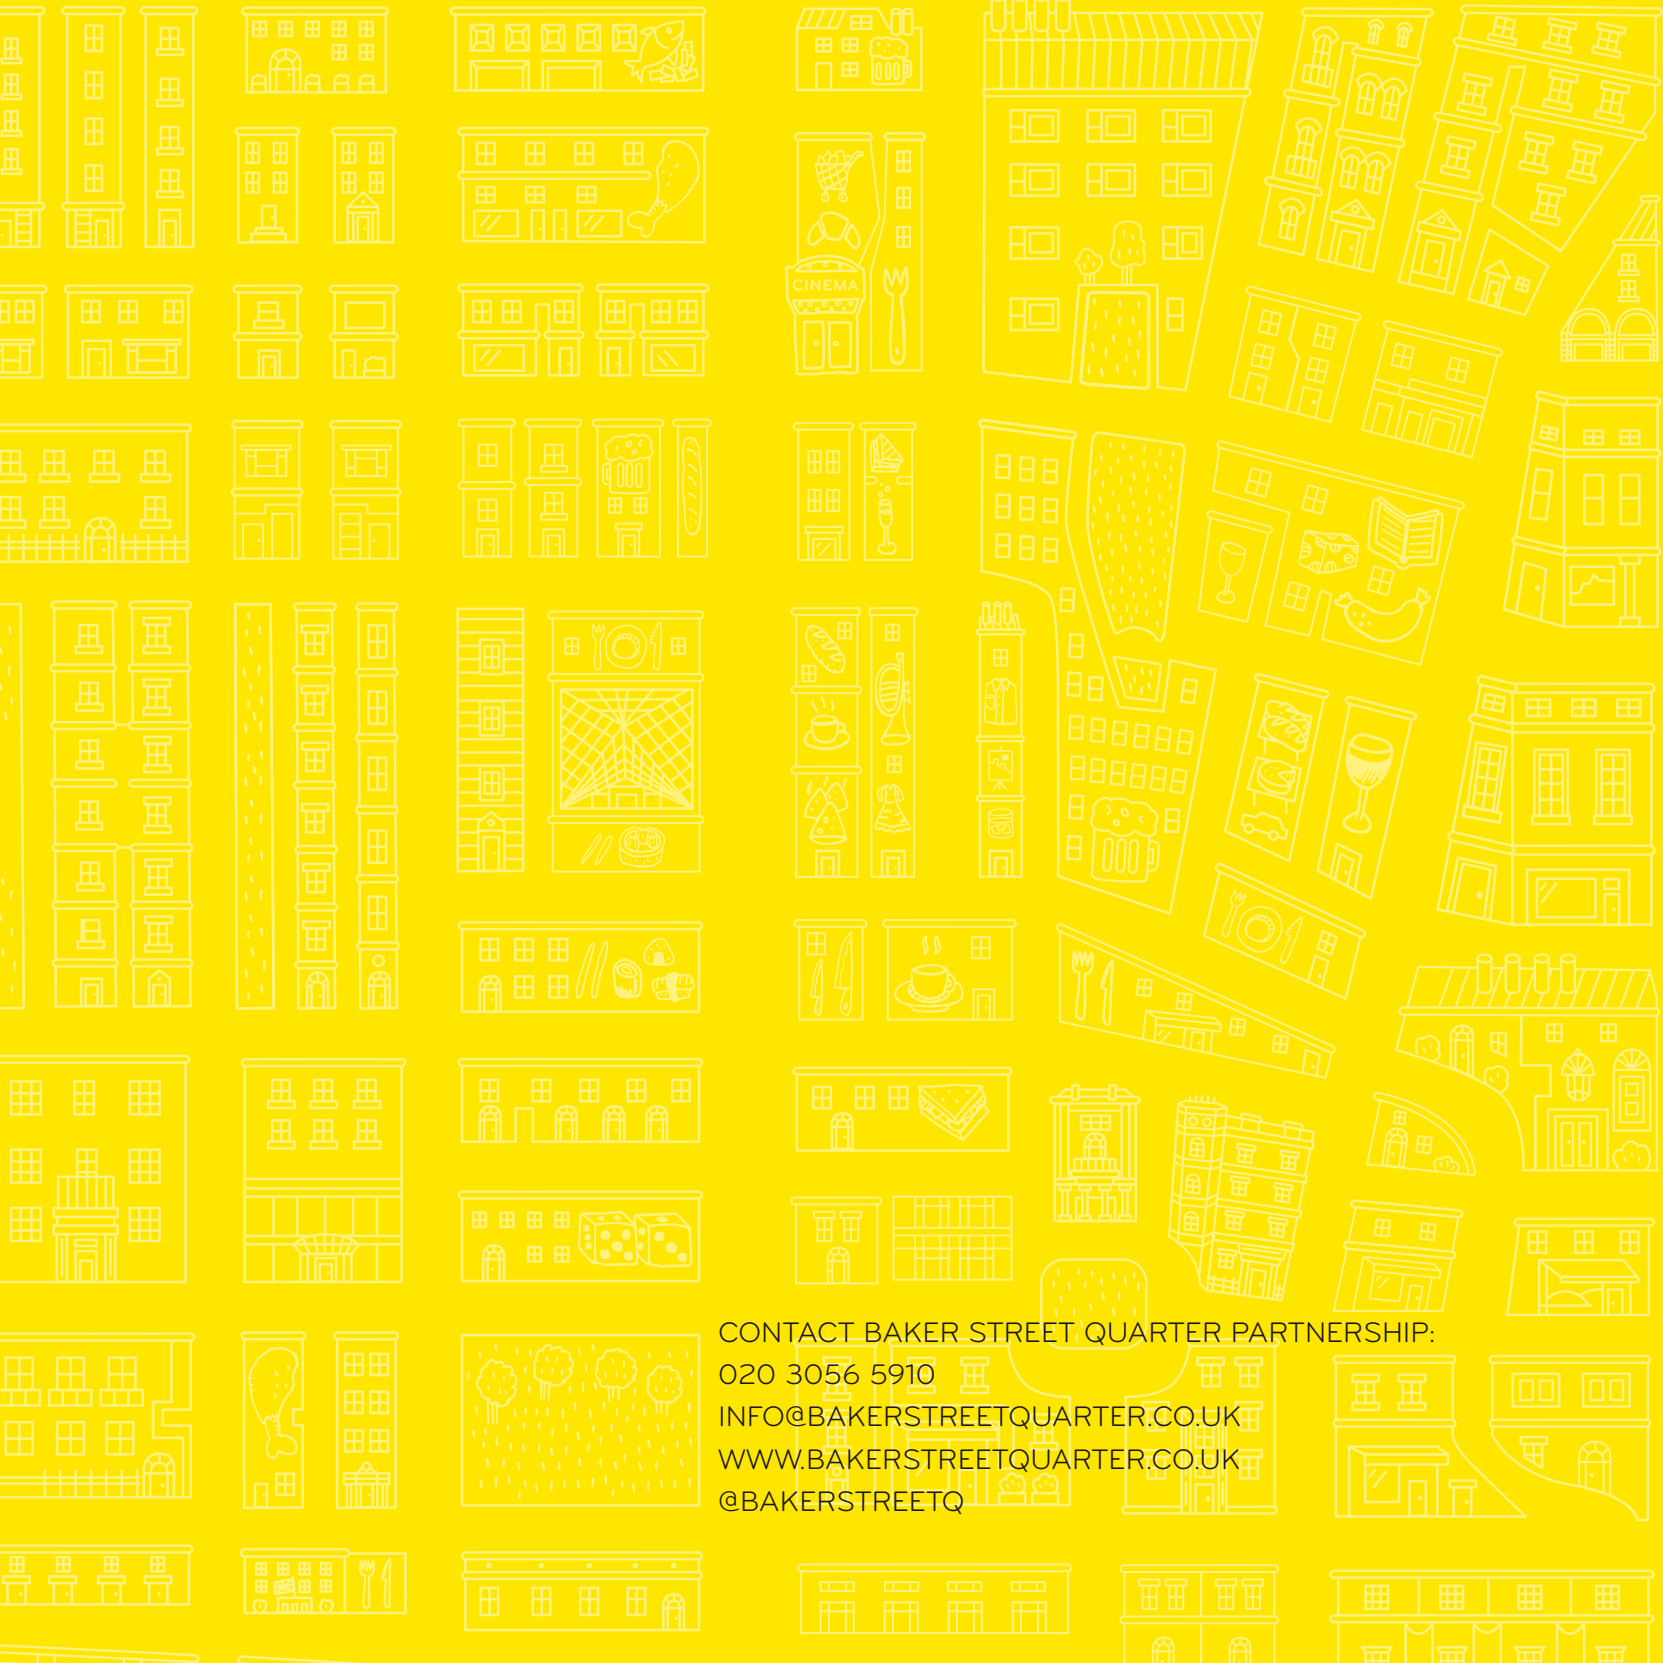 CINEMA
CONTACT BAKER STREET QUARTER PARTNERSHIP:
020 3056 5910
INFO@BAKERSTREETQUARTER.CO.UK
WWW.BAKERSTREETQUARTER.CO.UK
@BAKERSTREETQ